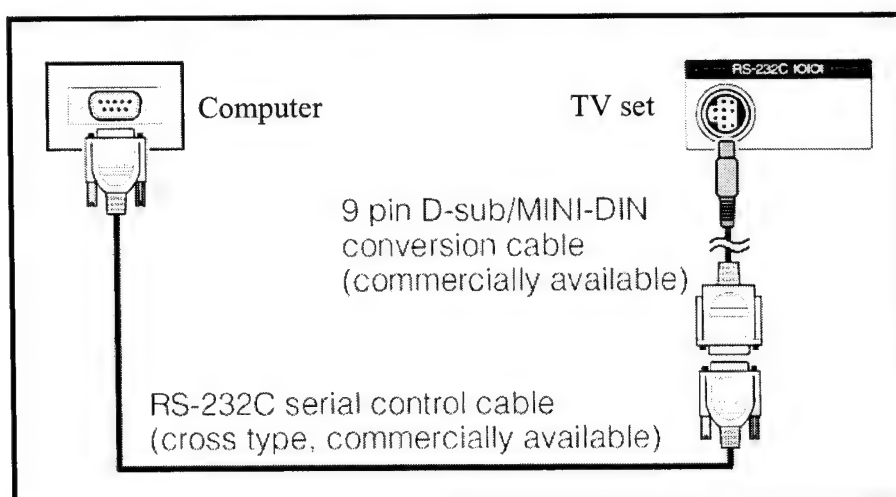 RS-232C IOIOI
Computer
TV set
9 pin D-sub/MINI-DIN
conversion cable
(commercially available)
RS-232C serial control cable
(cross type, commercially available)